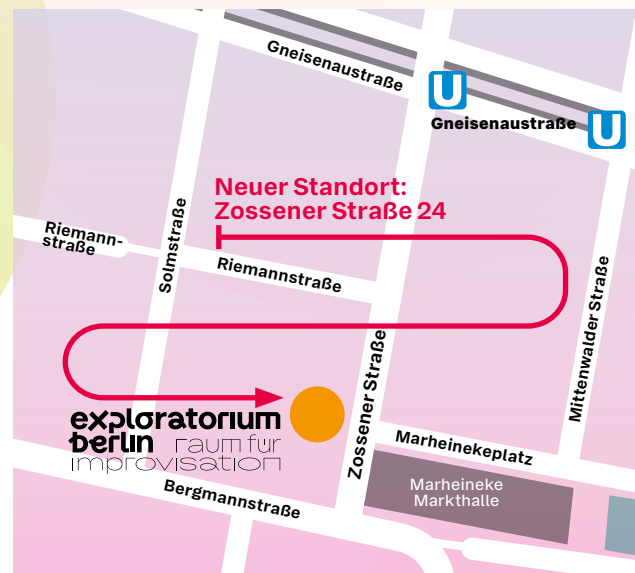 Gneisenaustraße
U
Gneisenaustraße
U
Neuer Standort:
Zossener Straße 24
Riemann-
straße
Solmstraße
Riemannstraße
Mittenwalder Straße
Zossener Straße
exploratorium
berlin raum für
improvisation
Marheinekeplatz
Marheineke
Markthalle
Bergmannstraße